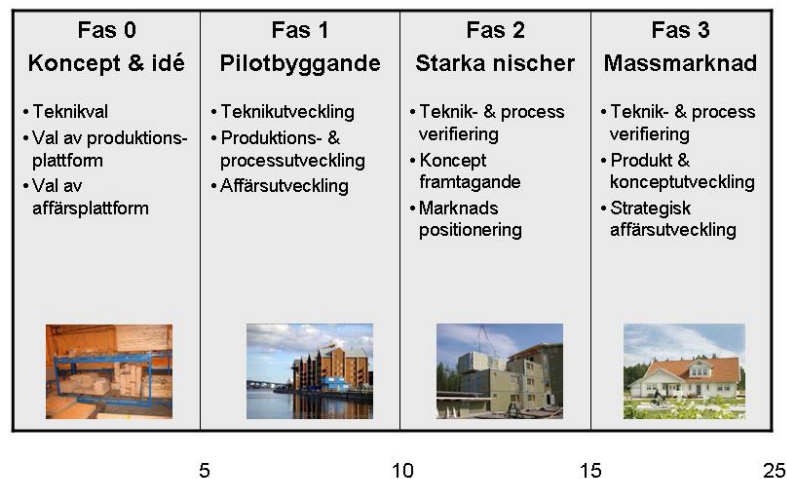 Fas 0
Koncept & idé
• Teknikval
• Val av produktions-
plattform
• Val av
affärsplattform
Fas 1
Pilotbyggande
• Teknikutveckling
• Produktions- &
processutveckling
• Affärsutveckling
Fas 2
Starka nischer
• Teknik- & process
verifiering
• Koncept
framtagande
• Marknads
positionering
Fas 3
Massmarknad
• Teknik- & process
verifiering
• Produkt &
konceptutveckling
• Strategisk
affärsutveckling
5
10
15
25